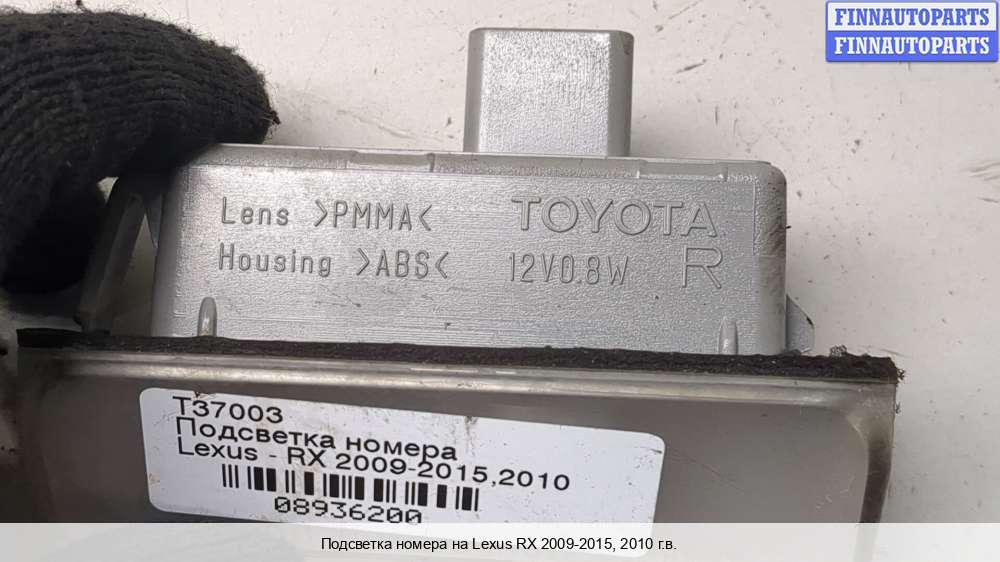 FINNAUTOPARTS
FINNAUTOPARTS
Lens >PMMA< TOYOTA
Housing >ABS< 12V0.8W R
T37003
Подсветка номера
Lexus - RX 2009-2015,2010
08936200
Подсветка номера на Lexus RX 2009-2015, 2010 г.в.